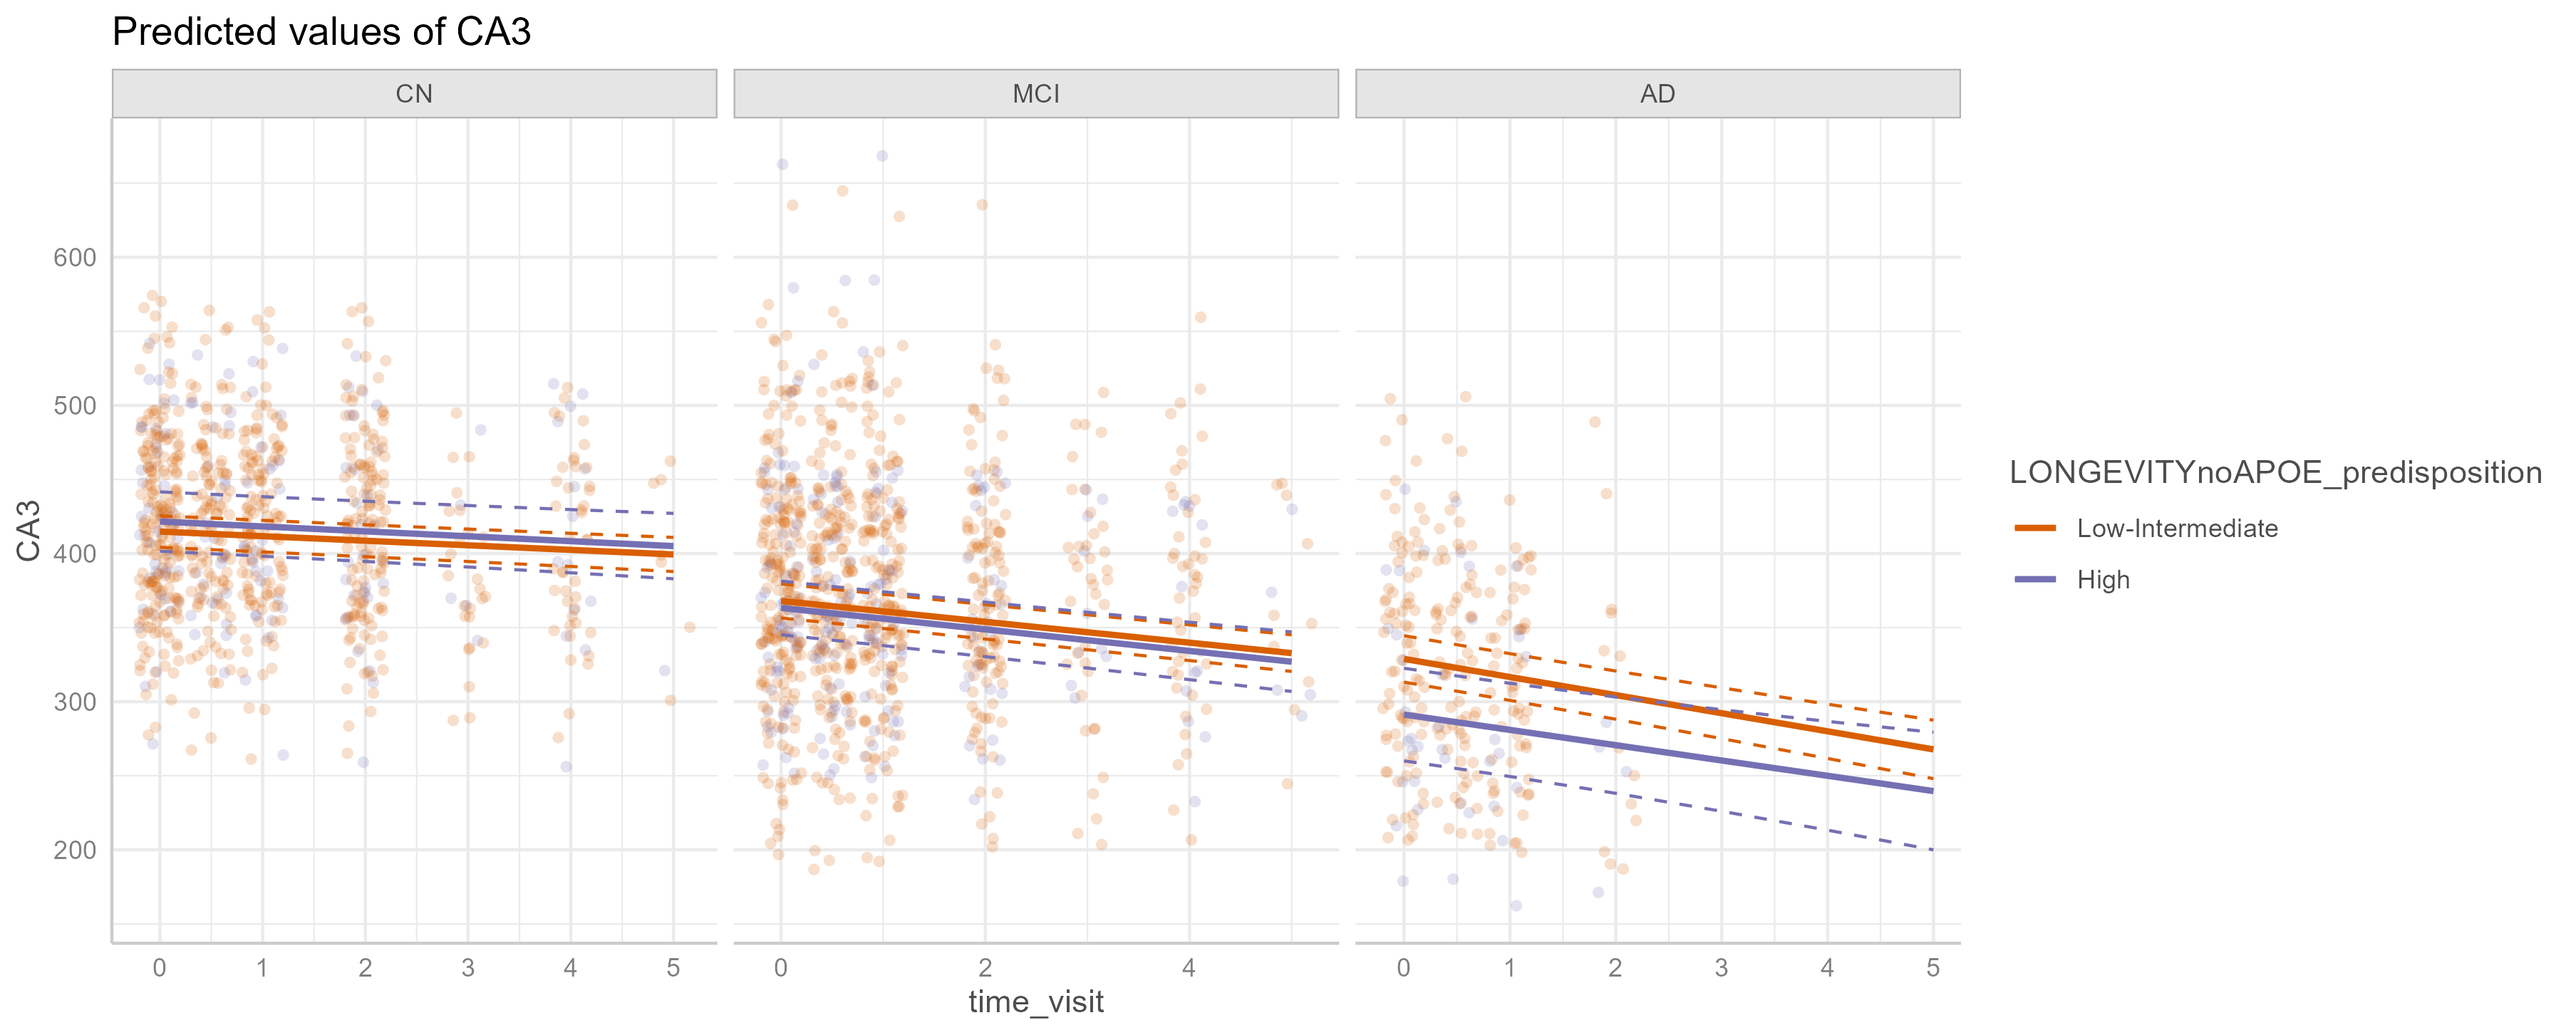 Predicted values of CA3
CN MCI AD
600
500
400
300
200
CA3
0 1 2 3 4 5 0 2 4 0 1 2 3 4 5
time_visit
LONGEVITYnoAPOE_predisposition
Low-Intermediate
High